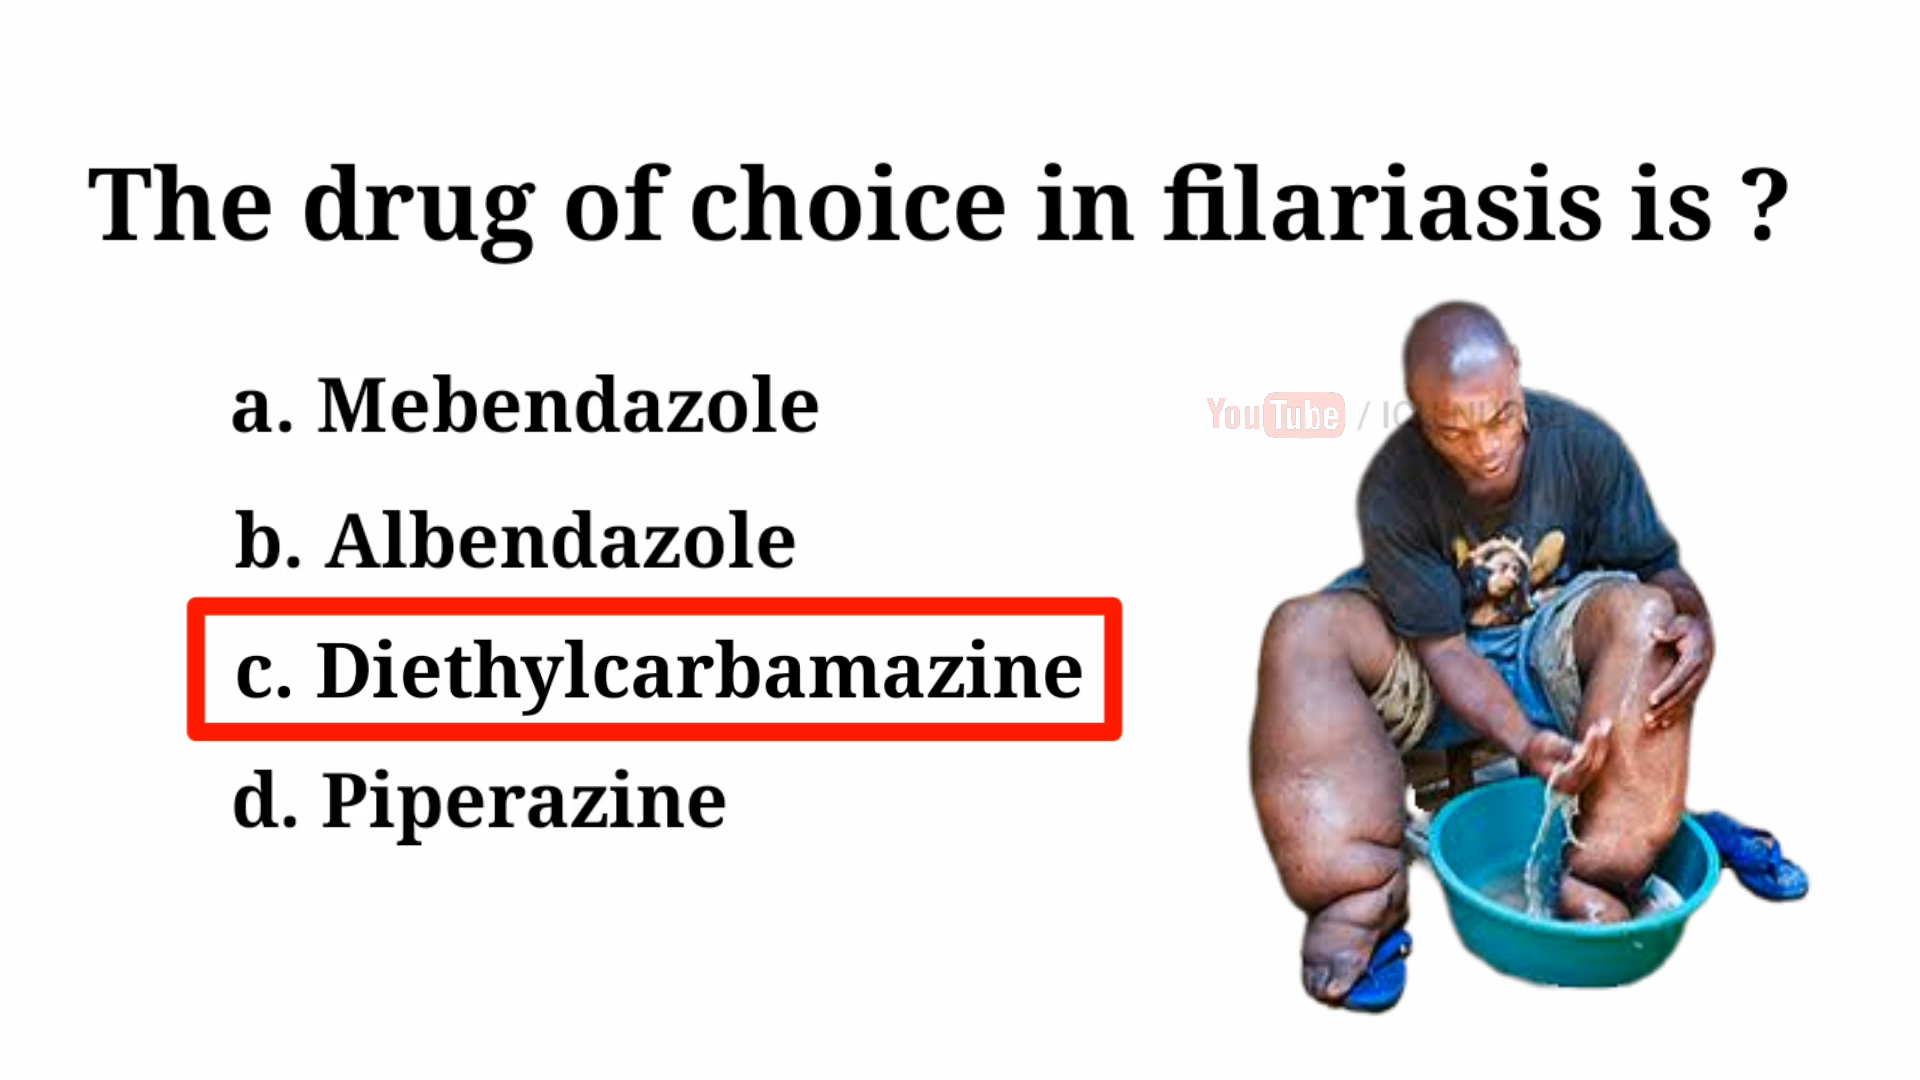 The drug of choice in filariasis is ?
a. Mebendazole
b. Albendazole
c. Diethylcarbamazine
d. Piperazine
YouTube /